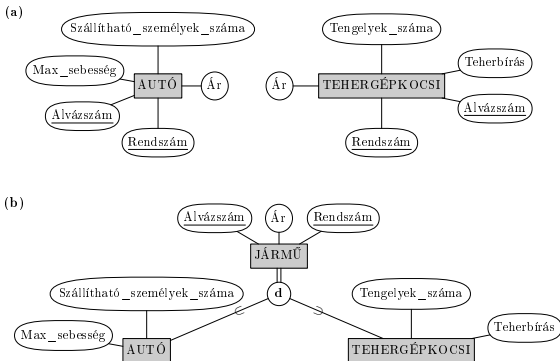 (a)
Szállítható_személyek_száma
Tengelyek_száma
Max_sebesség
Teherbírás
AUTÓ
Ár
Ár
TEHERGÉPKOCSI
Alvázszám
Alvázszám
Rendszám
Rendszám
(b)
Alvázszám
Ár
Rendszám
JÁRMŰ
d
Szállítható_személyek_száma
Tengelyek_száma
Max_sebesség
Teherbírás
AUTÓ
TEHERGÉPKOCSI